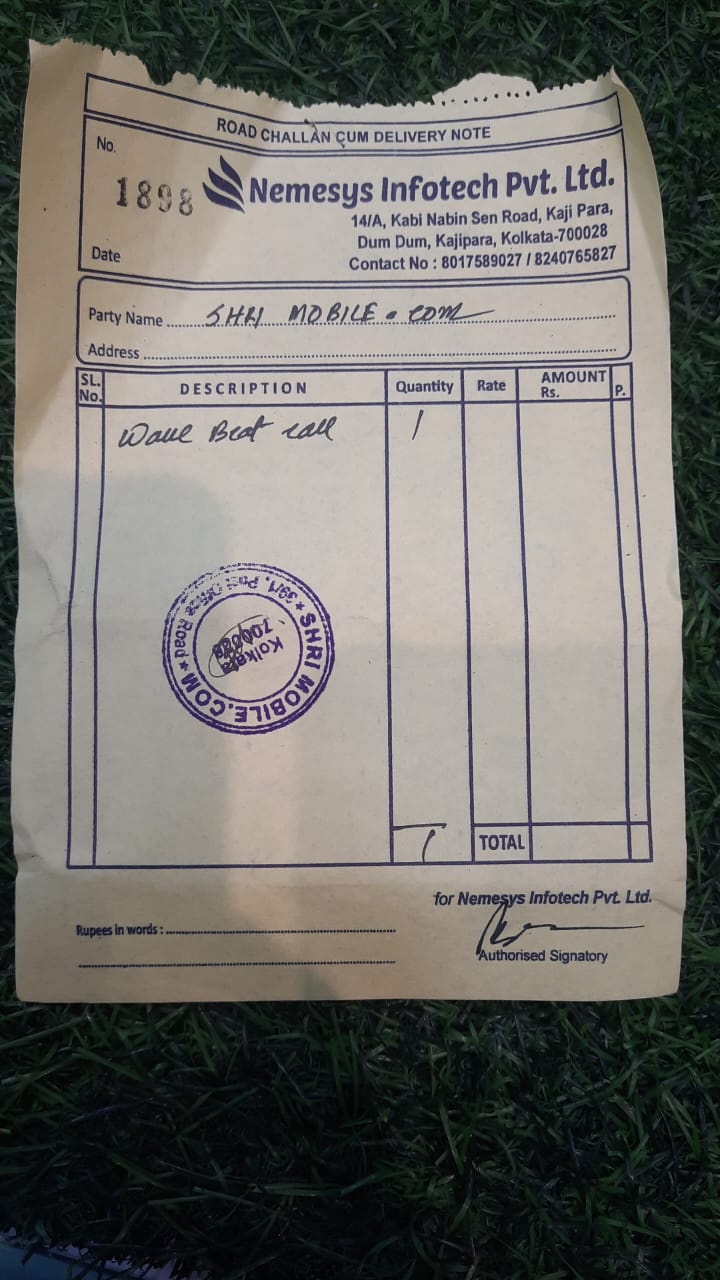 ROAD CHALLAN CUM DELIVERY NOTE
No.
1898
Nemesys Infotech Pvt. Ltd.
14/A, Kabi Nabin Sen Road, Kaji Para,
Dum Dum, Kajipara, Kolkata-700028
Date
Contact No : 8017589027 / 8240765827
Party Name SHRI MOBILE.COM
Address
SL. No. DESCRIPTION Quantity Rate AMOUNT Rs. P.
Wave Beat call 1
SHRI MOBILE.COM
★ 39/1, Post Office Road ★
Kolkata
1 TOTAL
for Nemesys Infotech Pvt. Ltd.
Rupees in words :
Authorised Signatory